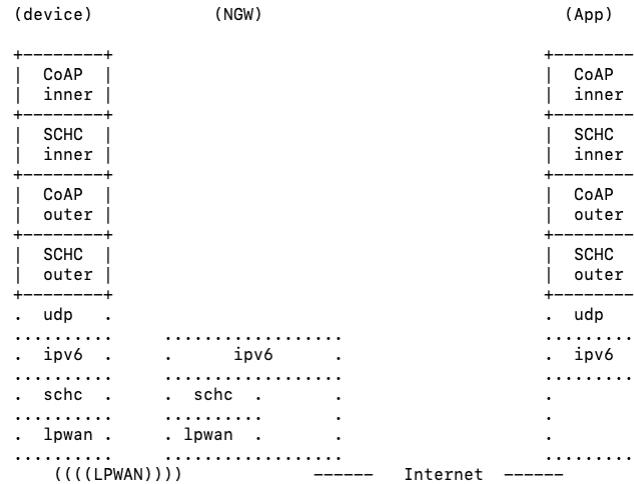 (device) (NGW) (App)
+--------+ +--------
| CoAP | | CoAP
| inner | | inner
+--------+ +--------
| SCHC | | SCHC
| inner | | inner
+--------+ +--------
| CoAP | | CoAP
| outer | | outer
+--------+ +--------
| SCHC | | SCHC
| outer | | outer
+--------+ +--------
. udp . . udp
.......... .................. .........
. ipv6 . . ipv6 . . ipv6
.......... .................. .........
. schc . . schc . . .
.......... .......... . .
. lpwan . . lpwan . . .
.......... .................. .........
((((LPWAN)))) ------ Internet ------